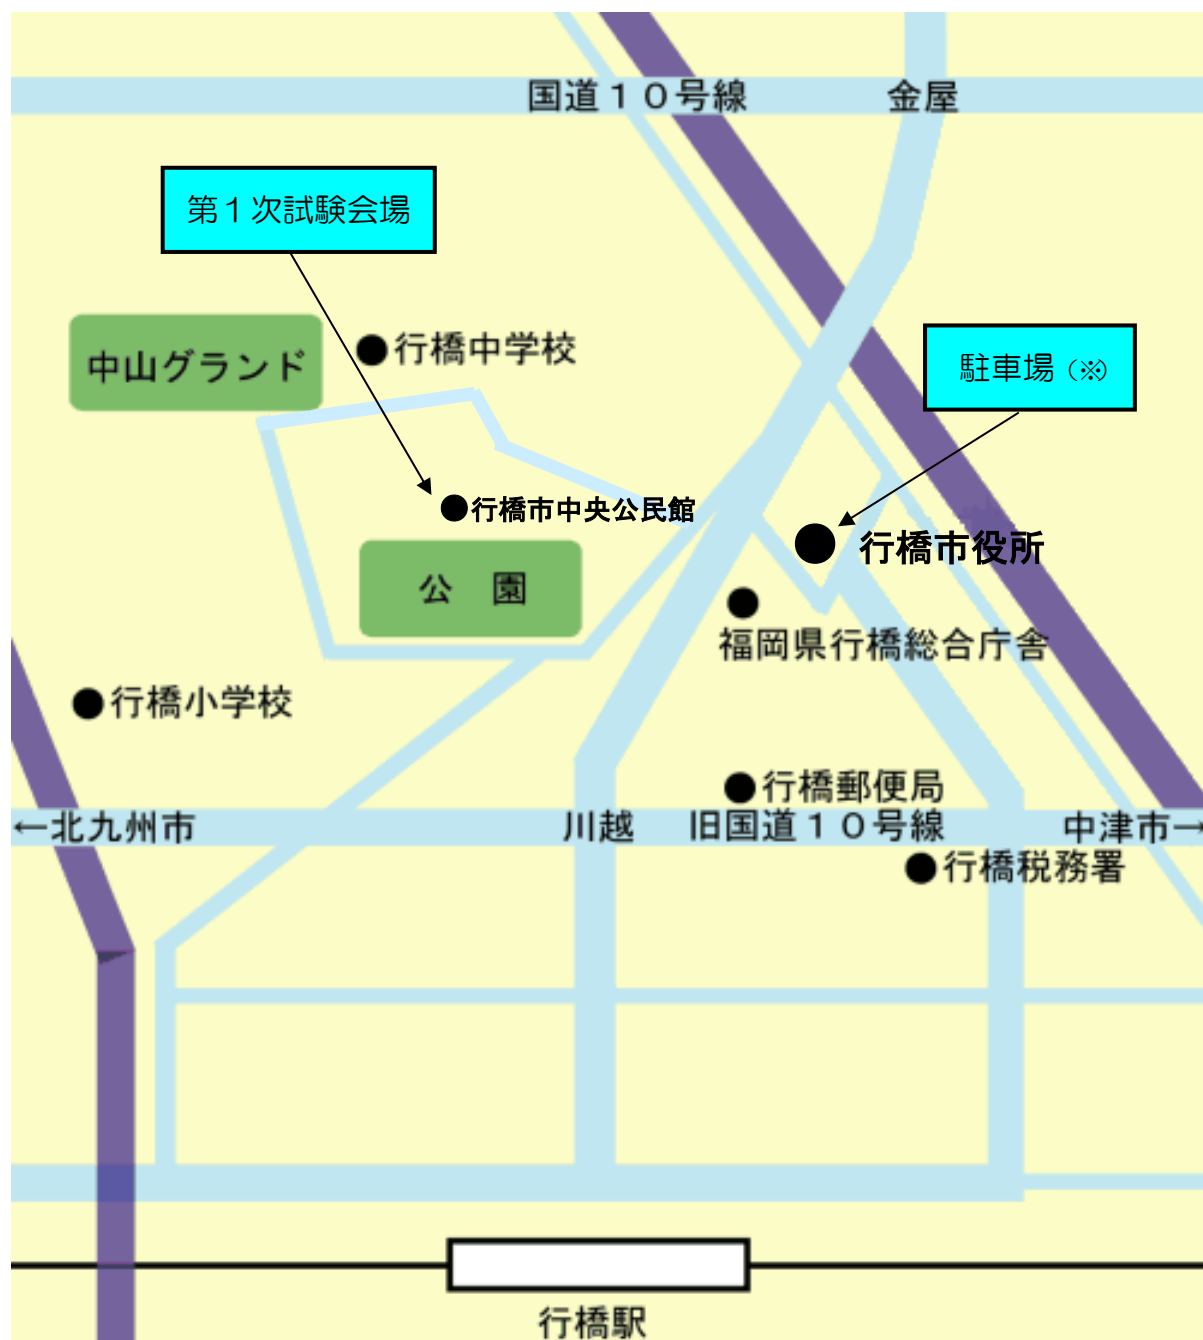 国道１０号線
金屋
第１次試験会場
中山グランド
行橋中学校
駐車場（※）
行橋市中央公民館
行橋市役所
公　園
福岡県行橋総合庁舎
行橋小学校
行橋郵便局
←北九州市
川越
旧国道１０号線
中津市→
行橋税務署
行橋駅